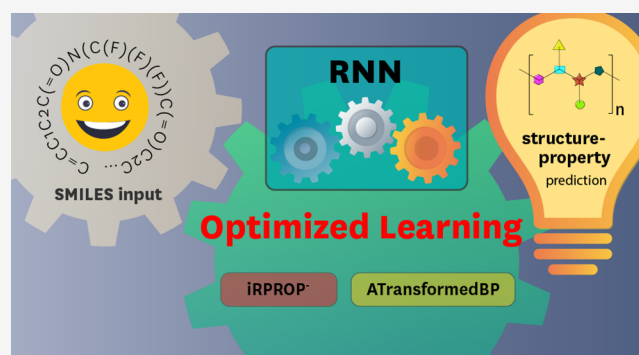 C=CC1C2C(=O)N(C(F)(F)(F))C(=O)C2C ...
SMILES input
RNN
Optimized Learning
iRPROP⁻
ATransformedBP
n
structure-
property
prediction